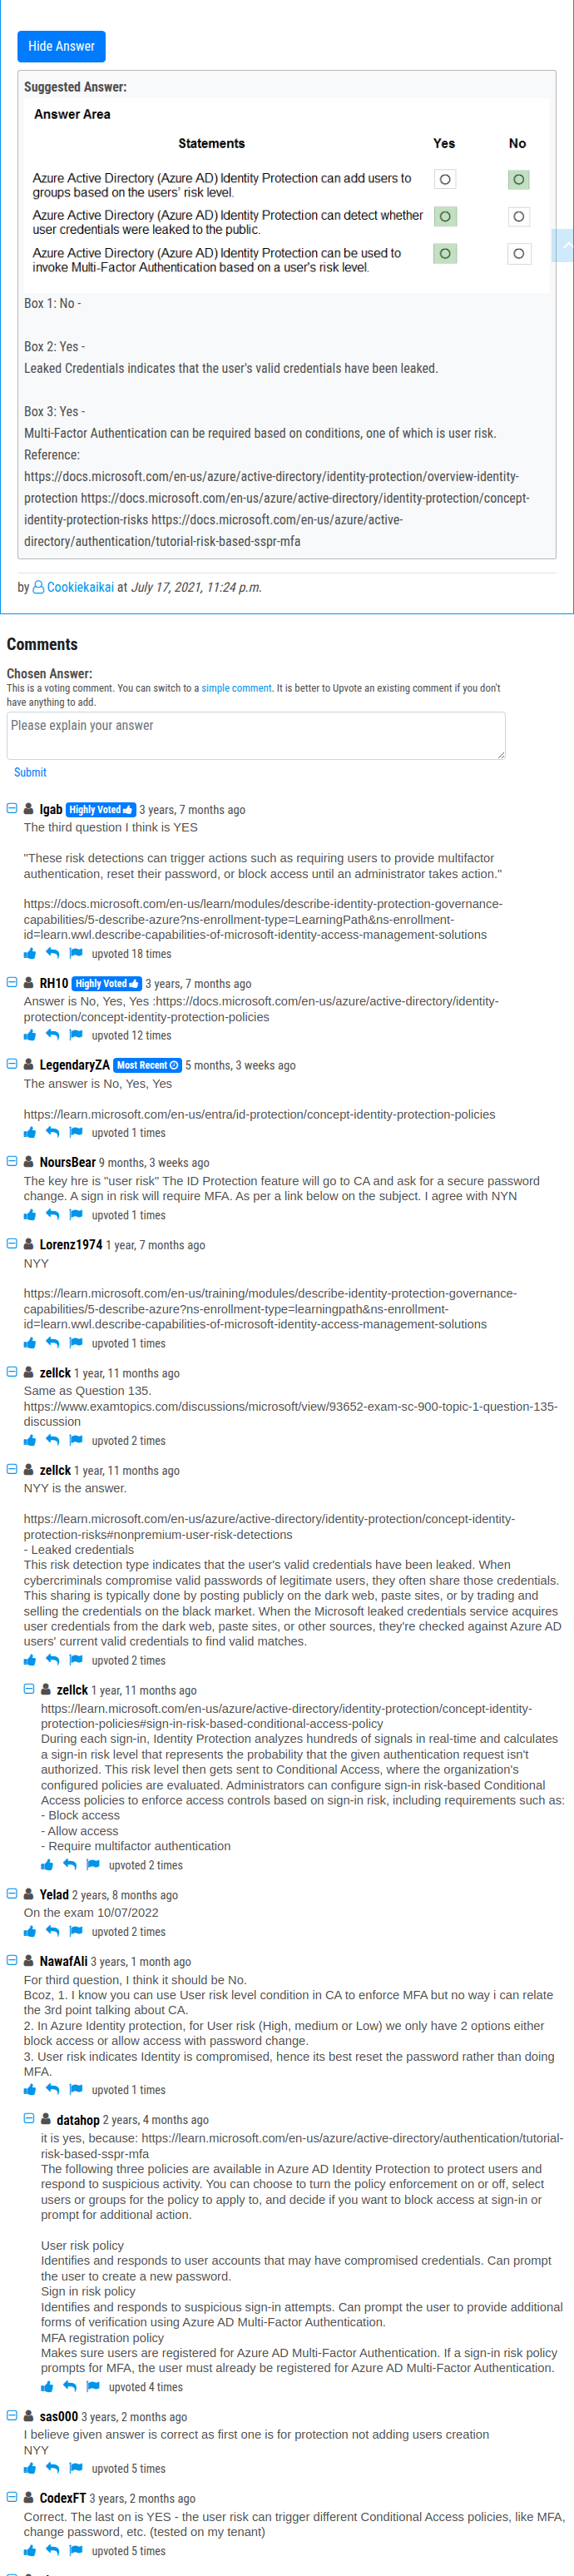 Hide Answer
Suggested Answer:
Answer Area
Statements Yes No
Azure Active Directory (Azure AD) Identity Protection can add users to
groups based on the users' risk level.
Azure Active Directory (Azure AD) Identity Protection can detect whether
user credentials were leaked to the public.
Azure Active Directory (Azure AD) Identity Protection can be used to
invoke Multi-Factor Authentication based on a user's risk level.
Box 1: No -
Box 2: Yes -
Leaked Credentials indicates that the user's valid credentials have been leaked.
Box 3: Yes -
Multi-Factor Authentication can be required based on conditions, one of which is user risk.
Reference:
https://docs.microsoft.com/en-us/azure/active-directory/identity-protection/overview-identity-
protection https://docs.microsoft.com/en-us/azure/active-directory/identity-protection/concept-
identity-protection-risks https://docs.microsoft.com/en-us/azure/active-
directory/authentication/tutorial-risk-based-sspr-mfa
by Cookiekaikai at July 17, 2021, 11:24 p.m.
Comments
Chosen Answer:
This is a voting comment. You can switch to a simple comment. It is better to Upvote an existing comment if you don't
have anything to add.
Please explain your answer
Submit
Igab Highly Voted 3 years, 7 months ago
The third question I think is YES
"These risk detections can trigger actions such as requiring users to provide multifactor
authentication, reset their password, or block access until an administrator takes action."
https://docs.microsoft.com/en-us/learn/modules/describe-identity-protection-governance-
capabilities/5-describe-azure?ns-enrollment-type=LearningPath&ns-enrollment-
id=learn.wwl.describe-capabilities-of-microsoft-identity-access-management-solutions
upvoted 18 times
RH10 Highly Voted 3 years, 7 months ago
Answer is No, Yes, Yes :https://docs.microsoft.com/en-us/azure/active-directory/identity-
protection/concept-identity-protection-policies
upvoted 12 times
LegendaryZA Most Recent 5 months, 3 weeks ago
The answer is No, Yes, Yes
https://learn.microsoft.com/en-us/entra/id-protection/concept-identity-protection-policies
upvoted 1 times
NoursBear 9 months, 3 weeks ago
The key hre is "user risk" The ID Protection feature will go to CA and ask for a secure password
change. A sign in risk will require MFA. As per a link below on the subject. I agree with NYN
upvoted 1 times
Lorenz1974 1 year, 7 months ago
NYY
https://learn.microsoft.com/en-us/training/modules/describe-identity-protection-governance-
capabilities/5-describe-azure?ns-enrollment-type=learningpath&ns-enrollment-
id=learn.wwl.describe-capabilities-of-microsoft-identity-access-management-solutions
upvoted 1 times
zellck 1 year, 11 months ago
Same as Question 135.
https://www.examtopics.com/discussions/microsoft/view/93652-exam-sc-900-topic-1-question-135-
discussion
upvoted 2 times
zellck 1 year, 11 months ago
NYY is the answer.
https://learn.microsoft.com/en-us/azure/active-directory/identity-protection/concept-identity-
protection-risks#nonpremium-user-risk-detections
- Leaked credentials
This risk detection type indicates that the user's valid credentials have been leaked. When
cybercriminals compromise valid passwords of legitimate users, they often share those credentials.
This sharing is typically done by posting publicly on the dark web, paste sites, or by trading and
selling the credentials on the black market. When the Microsoft leaked credentials service acquires
user credentials from the dark web, paste sites, or other sources, they're checked against Azure AD
users' current valid credentials to find valid matches.
upvoted 2 times
zellck 1 year, 11 months ago
https://learn.microsoft.com/en-us/azure/active-directory/identity-protection/concept-identity-
protection-policies#sign-in-risk-based-conditional-access-policy
During each sign-in, Identity Protection analyzes hundreds of signals in real-time and calculates
a sign-in risk level that represents the probability that the given authentication request isn't
authorized. This risk level then gets sent to Conditional Access, where the organization's
configured policies are evaluated. Administrators can configure sign-in risk-based Conditional
Access policies to enforce access controls based on sign-in risk, including requirements such as:
- Block access
- Allow access
- Require multifactor authentication
upvoted 2 times
Yelad 2 years, 8 months ago
On the exam 10/07/2022
upvoted 2 times
NawafAli 3 years, 1 month ago
For third question, I think it should be No.
Bcoz, 1. I know you can use User risk level condition in CA to enforce MFA but no way i can relate
the 3rd point talking about CA.
2. In Azure Identity protection, for User risk (High, medium or Low) we only have 2 options either
block access or allow access with password change.
3. User risk indicates Identity is compromised, hence its best reset the password rather than doing
MFA.
upvoted 1 times
datahop 2 years, 4 months ago
it is yes, because: https://learn.microsoft.com/en-us/azure/active-directory/authentication/tutorial-
risk-based-sspr-mfa
The following three policies are available in Azure AD Identity Protection to protect users and
respond to suspicious activity. You can choose to turn the policy enforcement on or off, select
users or groups for the policy to apply to, and decide if you want to block access at sign-in or
prompt for additional action.
User risk policy
Identifies and responds to user accounts that may have compromised credentials. Can prompt
the user to create a new password.
Sign in risk policy
Identifies and responds to suspicious sign-in attempts. Can prompt the user to provide additional
forms of verification using Azure AD Multi-Factor Authentication.
MFA registration policy
Makes sure users are registered for Azure AD Multi-Factor Authentication. If a sign-in risk policy
prompts for MFA, the user must already be registered for Azure AD Multi-Factor Authentication.
upvoted 4 times
sas000 3 years, 2 months ago
I believe given answer is correct as first one is for protection not adding users creation
NYY
upvoted 5 times
CodexFT 3 years, 2 months ago
Correct. The last on is YES - the user risk can trigger different Conditional Access policies, like MFA,
change password, etc. (tested on my tenant)
upvoted 5 times